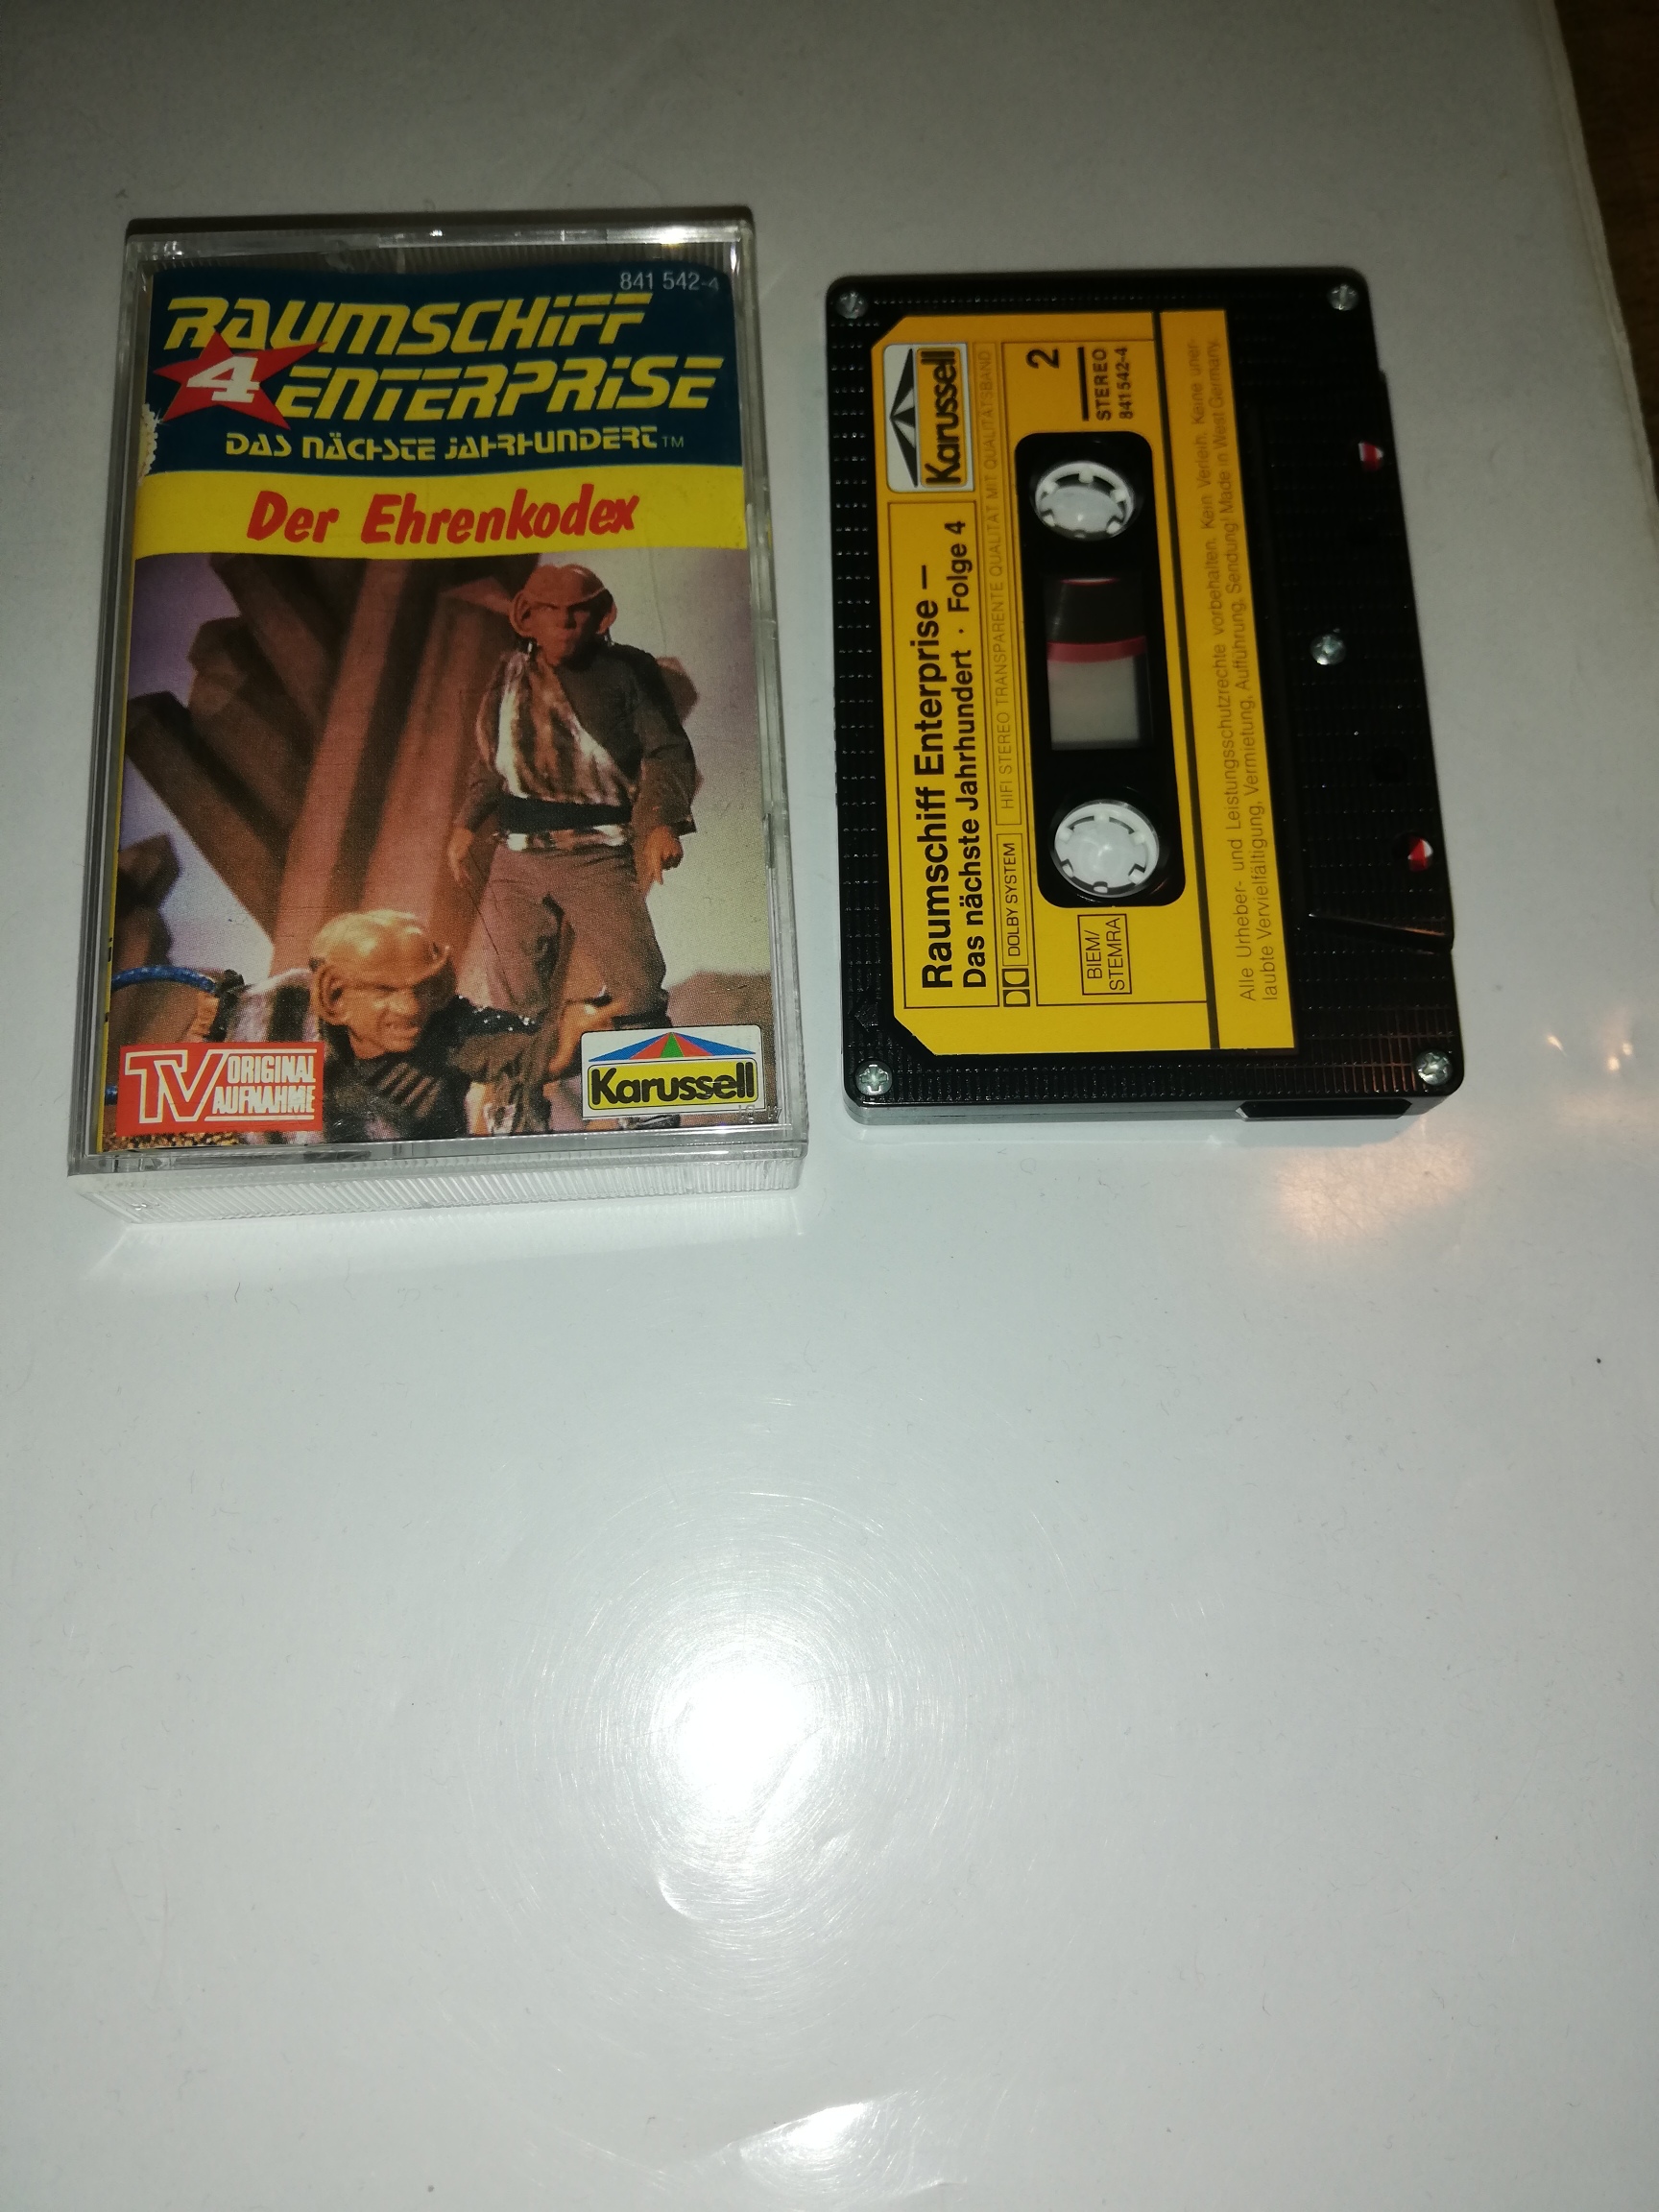 841 542-4
RAUMSCHIFF
4 ENTERPRISE
DAS NÄCHSTE JAHRHUNDERT™
Der Ehrenkodex
TV ORIGINAL
AUFNAHME
Karussell
Karussell
Raumschiff Enterprise –
Das nächste Jahrhundert · Folge 4
DOLBY SYSTEM
HIFI STEREO TRANSPARENTE QUALITÄT MIT QUALITÄTSBAND
2
STEREO
841 542-4
BIEM/
STEMRA
Alle Urheber- und Leistungsschutzrechte vorbehalten. Kein Verleih. Keine uner-
laubte Vervielfältigung, Vermietung, Aufführung, Sendung! Made in West Germany